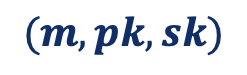 (m, pk, sk)